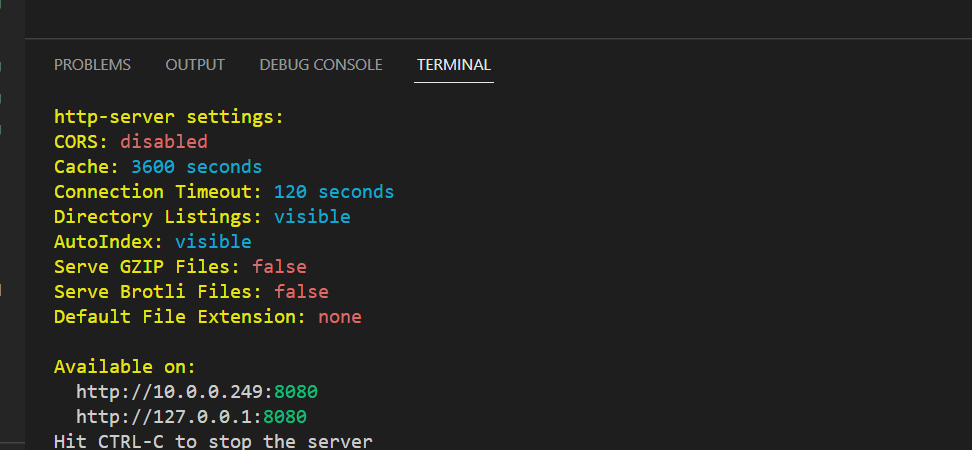 PROBLEMS OUTPUT DEBUG CONSOLE TERMINAL
http-server settings:
CORS: disabled
Cache: 3600 seconds
Connection Timeout: 120 seconds
Directory Listings: visible
AutoIndex: visible
Serve GZIP Files: false
Serve Brotli Files: false
Default File Extension: none
Available on:
http://10.0.0.249:8080
http://127.0.0.1:8080
Hit CTRL-C to stop the server